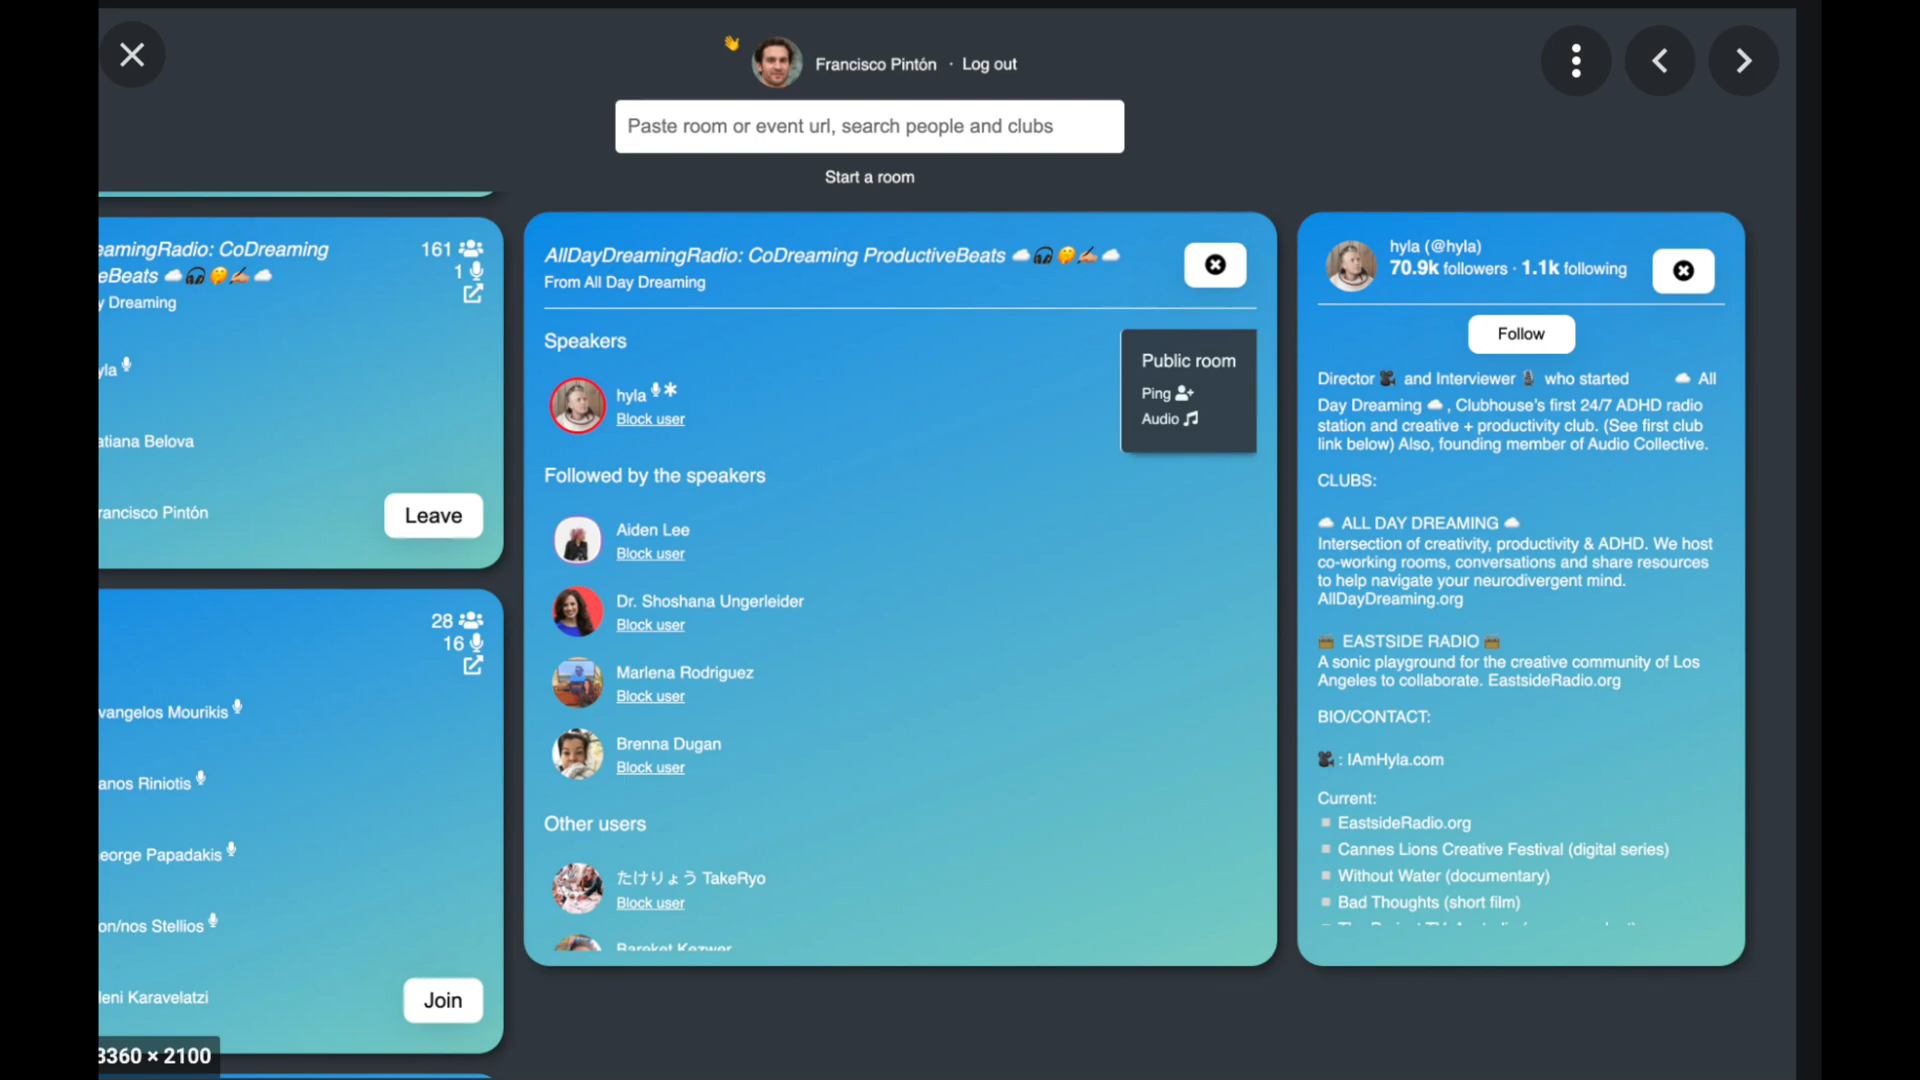 Francisco Pintón · Log out
Paste room or event url, search people and clubs
Start a room
eamingRadio: CoDreaming
eBeats ☁️🎧🤔✍️☁️
y Dreaming
161
1
yla
atiana Belova
rancisco Pintón
Leave
28
16
vangelos Mourikis
anos Riniotis
eorge Papadakis
on/nos Stellios
leni Karavelatzi
Join
3360 × 2100
AllDayDreamingRadio: CoDreaming ProductiveBeats ☁️🎧🤔✍️☁️
From All Day Dreaming
Speakers
hyla
Block user
Public room
Ping
Audio
Followed by the speakers
Aiden Lee
Block user
Dr. Shoshana Ungerleider
Block user
Marlena Rodriguez
Block user
Brenna Dugan
Block user
Other users
たけりょう TakeRyo
Block user
Bareket Kezwer
hyla (@hyla)
70.9k followers · 1.1k following
Follow
Director 🎥 and Interviewer 🎙 who started ☁️ All
Day Dreaming ☁️, Clubhouse's first 24/7 ADHD radio
station and creative + productivity club. (See first club
link below) Also, founding member of Audio Collective.
CLUBS:
☁️ ALL DAY DREAMING ☁️
Intersection of creativity, productivity & ADHD. We host
co-working rooms, conversations and share resources
to help navigate your neurodivergent mind.
AllDayDreaming.org
📻 EASTSIDE RADIO 📻
A sonic playground for the creative community of Los
Angeles to collaborate. EastsideRadio.org
BIO/CONTACT:
🎥 : IAmHyla.com
Current:
◽ EastsideRadio.org
◽ Cannes Lions Creative Festival (digital series)
◽ Without Water (documentary)
◽ Bad Thoughts (short film)